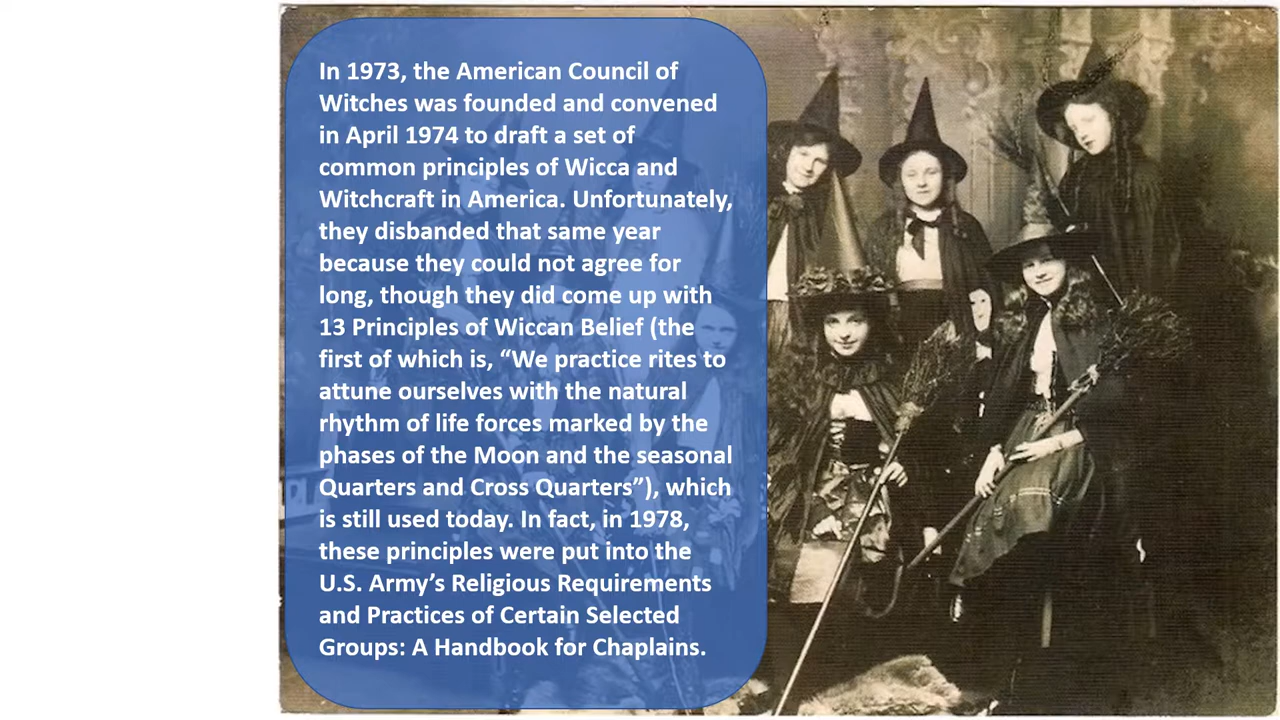 In 1973, the American Council of
Witches was founded and convened
in April 1974 to draft a set of
common principles of Wicca and
Witchcraft in America. Unfortunately,
they disbanded that same year
because they could not agree for
long, though they did come up with
13 Principles of Wiccan Belief (the
first of which is, “We practice rites to
attune ourselves with the natural
rhythm of life forces marked by the
phases of the Moon and the seasonal
Quarters and Cross Quarters”), which
is still used today. In fact, in 1978,
these principles were put into the
U.S. Army’s Religious Requirements
and Practices of Certain Selected
Groups: A Handbook for Chaplains.